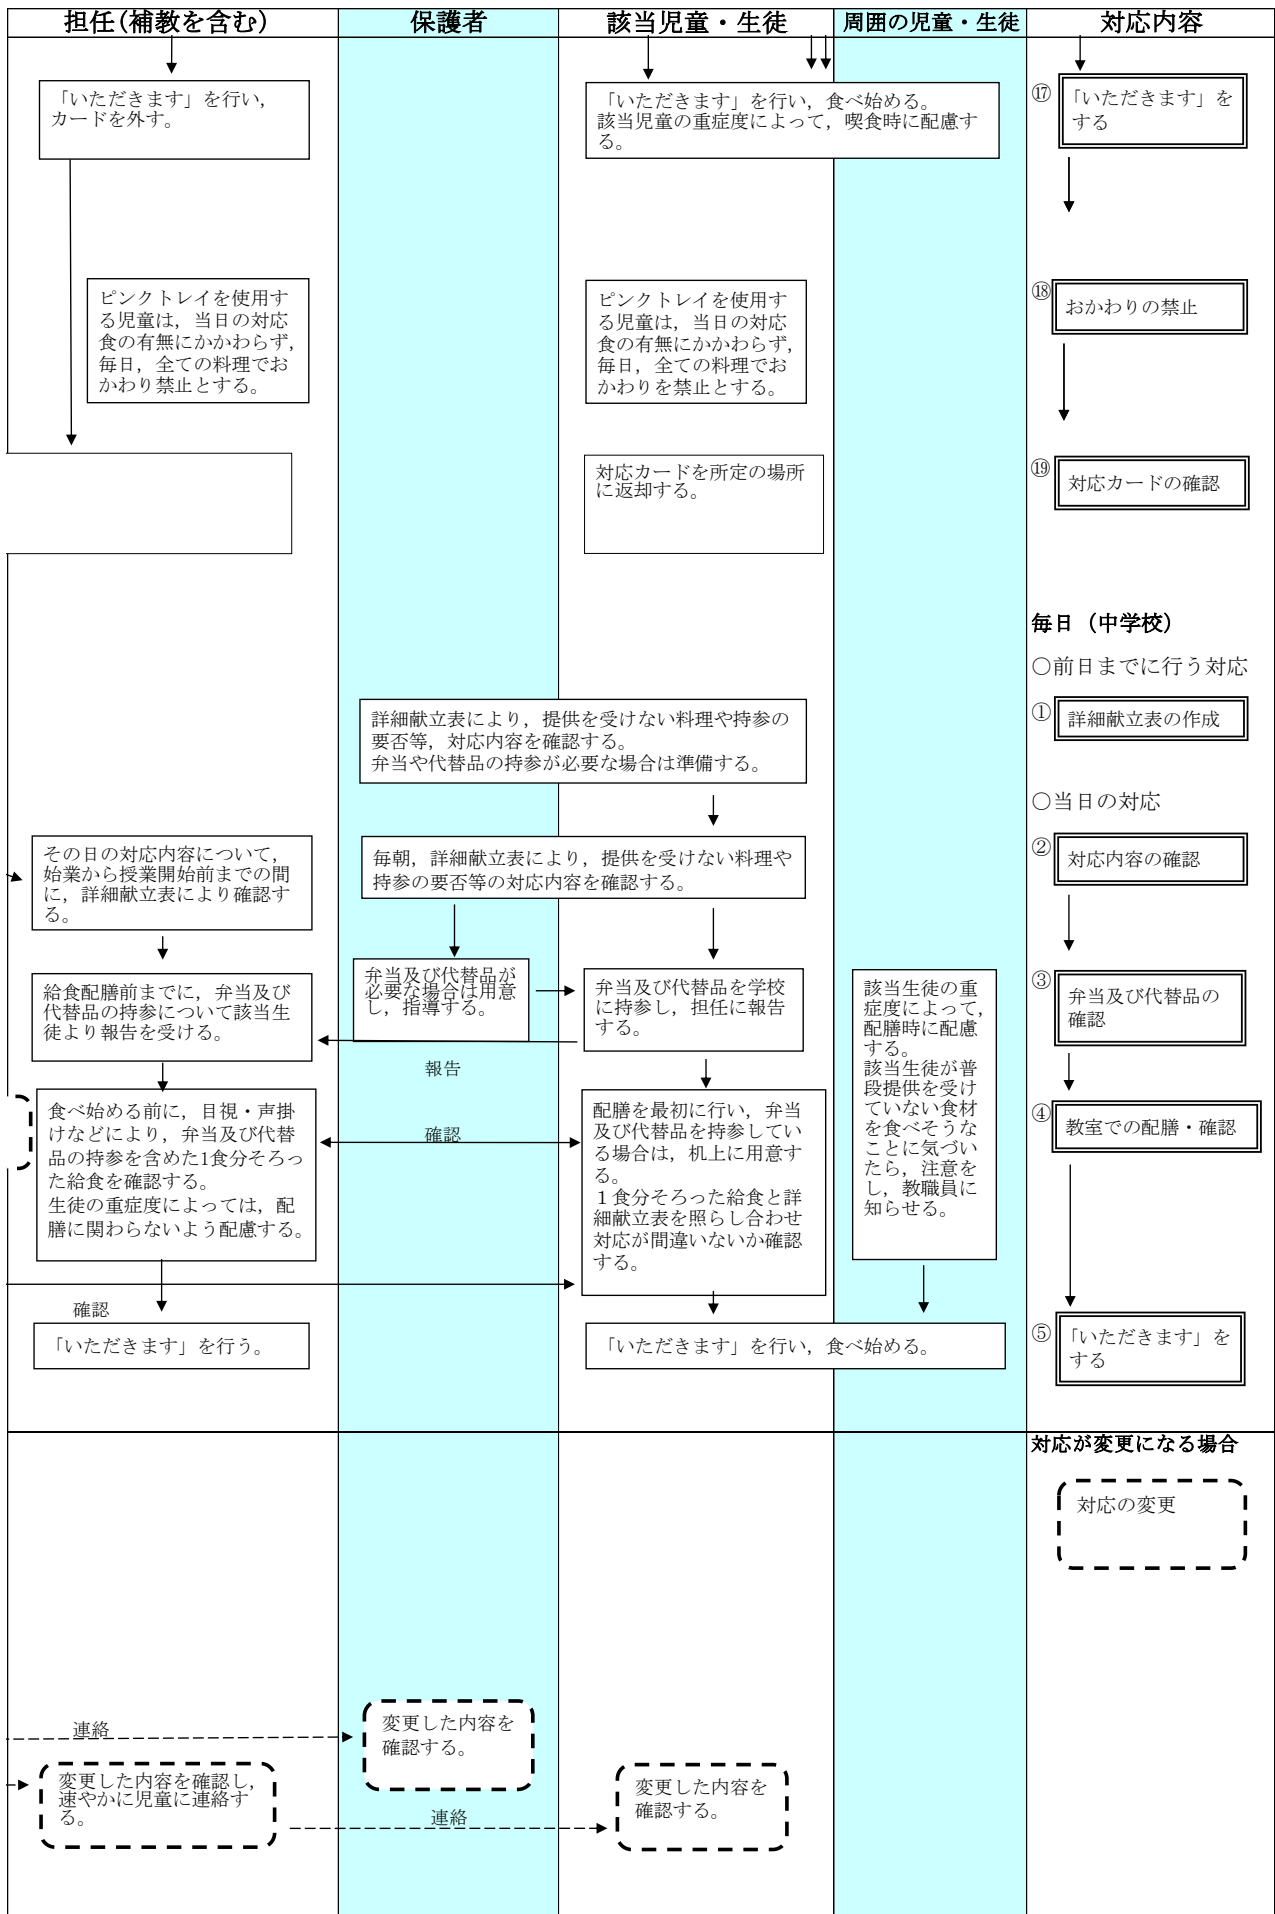 担任(補教を含む)
保護者
該当児童・生徒
周囲の児童・生徒
対応内容
「いただきます」を行い,
カードを外す。
「いただきます」を行い,食べ始める。
該当児童の重症度によって,喫食時に配慮す
る。
⑰
「いただきます」を
する
ピンクトレイを使用す
る児童は,当日の対応
食の有無にかかわらず,
毎日,全ての料理でお
かわり禁止とする。
ピンクトレイを使用す
る児童は,当日の対応
食の有無にかかわらず,
毎日,全ての料理でお
かわりを禁止とする。
⑱
おかわりの禁止
対応カードを所定の場所
に返却する。
⑲
対応カードの確認
毎日(中学校)
○前日までに行う対応
詳細献立表により,提供を受けない料理や持参の
要否等,対応内容を確認する。
弁当や代替品の持参が必要な場合は準備する。
①
詳細献立表の作成
○当日の対応
その日の対応内容について,
始業から授業開始前までの間
に,詳細献立表により確認す
る。
毎朝,詳細献立表により,提供を受けない料理や
持参の要否等の対応内容を確認する。
②
対応内容の確認
給食配膳前までに,弁当及び
代替品の持参について該当生
徒より報告を受ける。
弁当及び代替品が
必要な場合は用意
し,指導する。
弁当及び代替品を学校
に持参し,担任に報告
する。
報告
該当生徒の重
症度によって,
配膳時に配慮
する。
該当生徒が普
段提供を受け
ていない食材
を食べそうな
ことに気づい
たら,注意を
し,教職員に
知らせる。
③
弁当及び代替品の
確認
食べ始める前に,目視・声掛
けなどにより,弁当及び代替
品の持参を含めた1食分そろっ
た給食を確認する。
生徒の重症度によっては,配
膳に関わらないよう配慮する。
確認
配膳を最初に行い,弁当
及び代替品を持参してい
る場合は,机上に用意す
る。
1食分そろった給食と詳
細献立表を照らし合わせ
対応が間違いないか確認
する。
④
教室での配膳・確認
確認
「いただきます」を行う。
「いただきます」を行い,食べ始める。
⑤
「いただきます」を
する
対応が変更になる場合
対応の変更
連絡
変更した内容を
確認する。
変更した内容を確認し,
速やかに児童に連絡す
る。
連絡
変更した内容を
確認する。